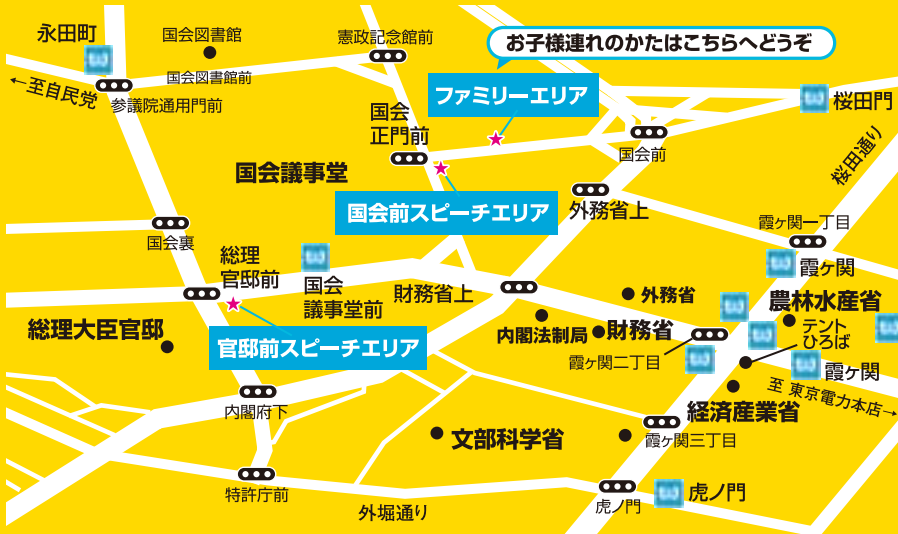 永田町
国会図書館
憲政記念館前
お子様連れのかたはこちらへどうぞ
国会図書館前
←至自民党
参議院通用門前
ファミリーエリア
国会
正門前
桜田門
国会前
桜田通り
国会議事堂
国会前スピーチエリア
外務省上
霞ヶ関一丁目
国会裏
総理
官邸前
国会
議事堂前
財務省上
霞ヶ関
外務省
農林水産省
総理大臣官邸
官邸前スピーチエリア
内閣法制局
財務省
テント
ひろば
霞ヶ関二丁目
霞ヶ関
至 東京電力本店→
内閣府下
経済産業省
文部科学省
霞ヶ関三丁目
特許庁前
外堀通り
虎ノ門
虎ノ門